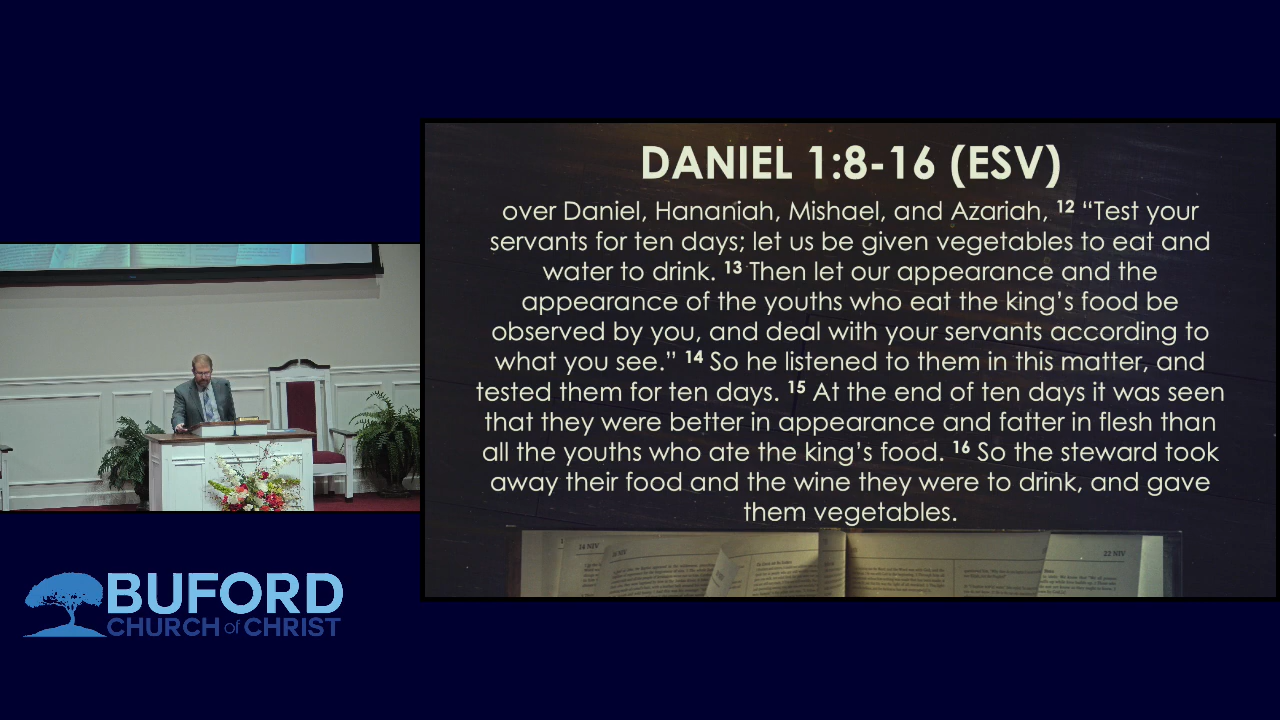 DANIEL 1:8-16 (ESV)
over Daniel, Hananiah, Mishael, and Azariah, 12 “Test your
servants for ten days; let us be given vegetables to eat and
water to drink. 13 Then let our appearance and the
appearance of the youths who eat the king’s food be
observed by you, and deal with your servants according to
what you see.” 14 So he listened to them in this matter, and
tested them for ten days. 15 At the end of ten days it was seen
that they were better in appearance and fatter in flesh than
all the youths who ate the king’s food. 16 So the steward took
away their food and the wine they were to drink, and gave
them vegetables.
22 NIV
BUFORD
CHURCH of CHRIST